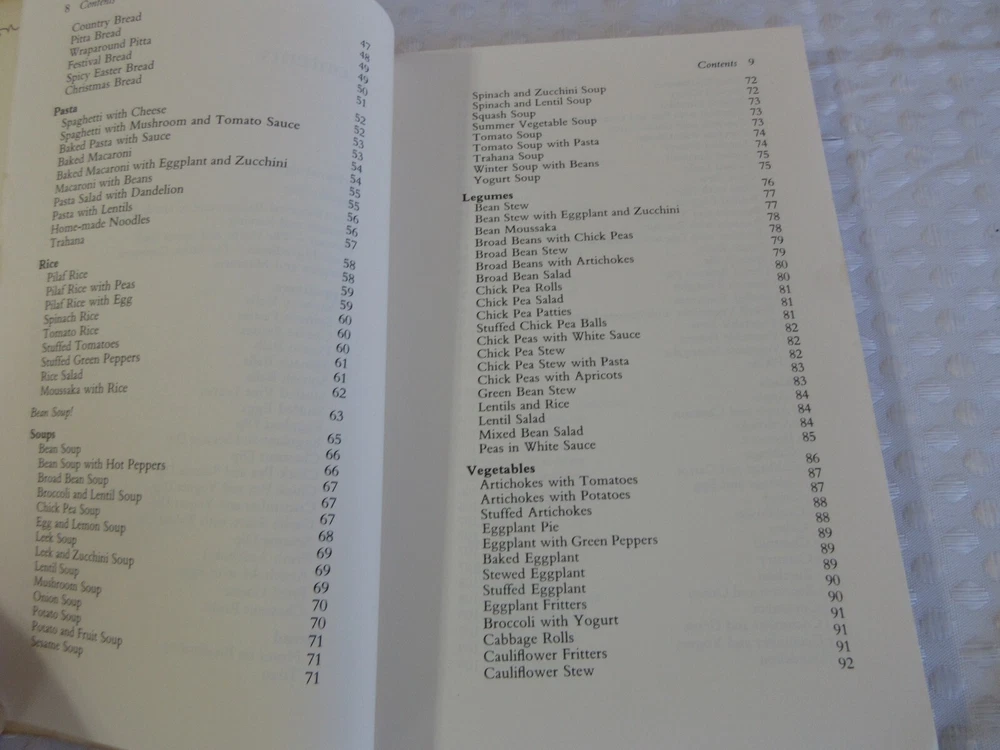 8 Contents
Country Bread 47
Pitta Bread 48
Wraparound Pitta 49
Festival Bread 49
Spicy Easter Bread 50
Christmas Bread 51
Pasta 52
Spaghetti with Cheese 52
Spaghetti with Mushroom and Tomato Sauce 53
Baked Pasta with Sauce 53
Baked Macaroni 54
Baked Macaroni with Eggplant and Zucchini 54
Macaroni with Beans 55
Pasta Salad with Dandelion 55
Pasta with Lentils 56
Home-made Noodles 56
Trahana 57
Rice 58
Pilaf Rice 58
Pilaf Rice with Peas 59
Pilaf Rice with Egg 59
Spinach Rice 60
Tomato Rice 60
Stuffed Tomatoes 60
Stuffed Green Peppers 61
Rice Salad 61
Moussaka with Rice 62
Bean Soup! 63
Soups 65
Bean Soup 66
Bean Soup with Hot Peppers 66
Broad Bean Soup 67
Broccoli and Lentil Soup 67
Chick Pea Soup 67
Egg and Lemon Soup 68
Leek Soup 69
Leek and Zucchini Soup 69
Lentil Soup 69
Mushroom Soup 70
Onion Soup 70
Potato Soup 71
Potato and Fruit Soup 71
Sesame Soup 71
Contents 9
Spinach and Zucchini Soup 72
Spinach and Lentil Soup 72
Squash Soup 73
Summer Vegetable Soup 73
Tomato Soup 73
Tomato Soup with Pasta 74
Trahana Soup 74
Winter Soup with Beans 75
Yogurt Soup 75
Legumes 76
Bean Stew 77
Bean Stew with Eggplant and Zucchini 77
Bean Moussaka 78
Broad Beans with Chick Peas 78
Broad Bean Stew 79
Broad Beans with Artichokes 79
Broad Bean Salad 80
Chick Pea Rolls 80
Chick Pea Salad 81
Chick Pea Patties 81
Stuffed Chick Pea Balls 81
Chick Peas with White Sauce 82
Chick Pea Stew 82
Chick Pea Stew with Pasta 82
Chick Peas with Apricots 83
Green Bean Stew 83
Lentils and Rice 84
Lentil Salad 84
Mixed Bean Salad 84
Peas in White Sauce 85
Vegetables 86
Artichokes with Tomatoes 87
Artichokes with Potatoes 87
Stuffed Artichokes 88
Eggplant Pie 88
Eggplant with Green Peppers 89
Baked Eggplant 89
Stewed Eggplant 89
Stuffed Eggplant 90
Eggplant Fritters 90
Broccoli with Yogurt 91
Cabbage Rolls 91
Cauliflower Fritters 91
Cauliflower Stew 92